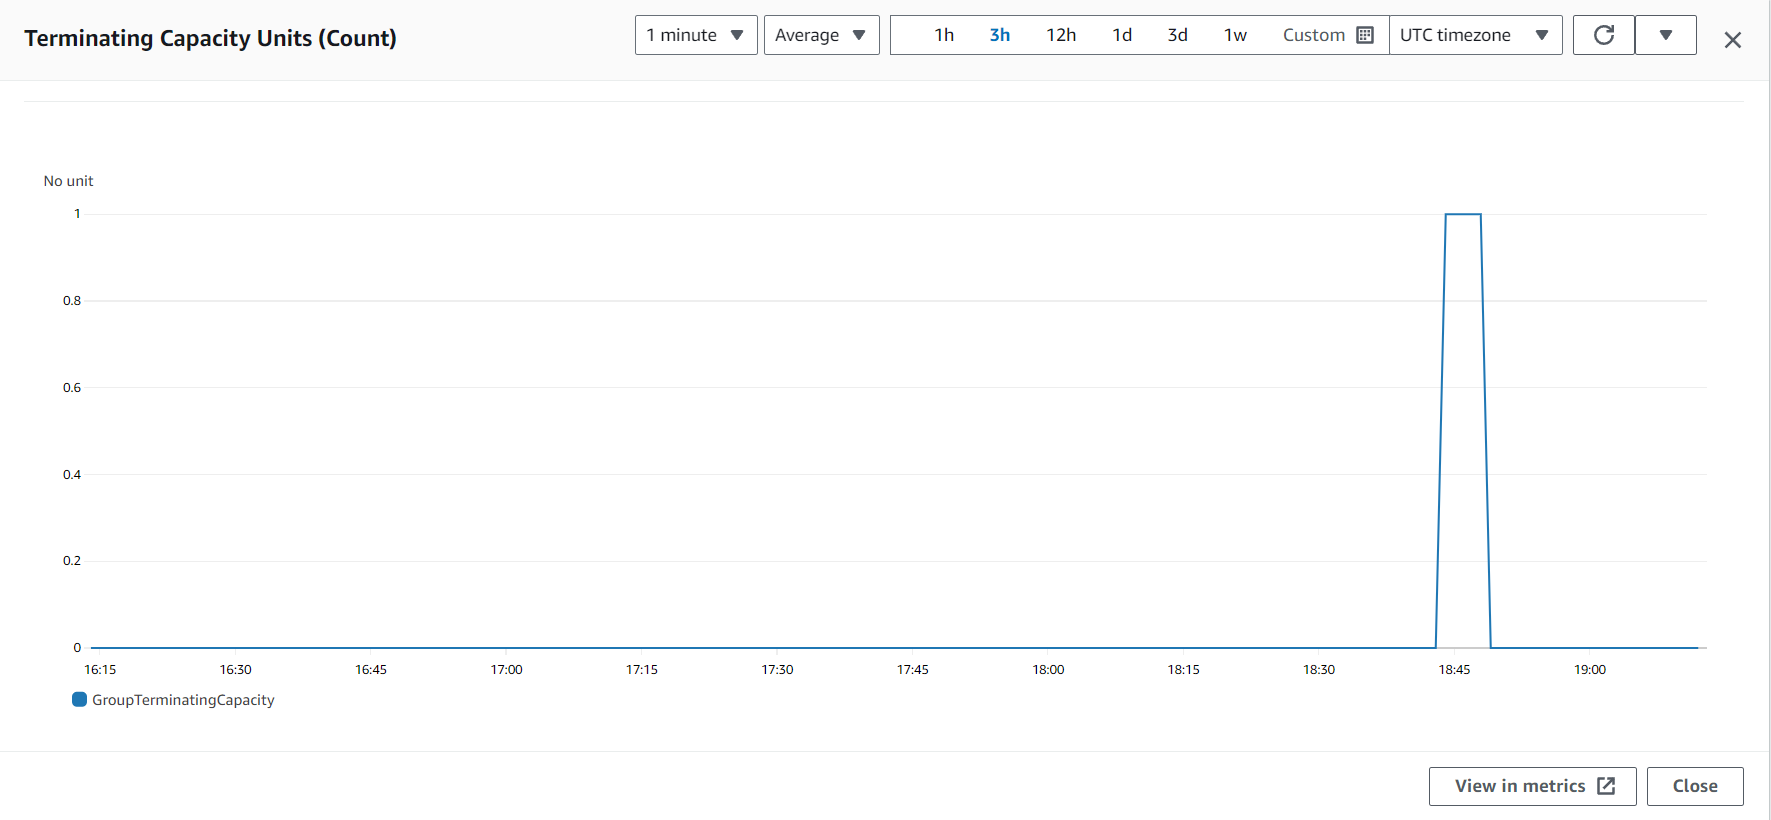 Terminating Capacity Units (Count)
1 minute
Average
1h 3h 12h 1d 3d 1w Custom
UTC timezone
No unit
1
0.8
0.6
0.4
0.2
0
16:15 16:30 16:45 17:00 17:15 17:30 17:45 18:00 18:15 18:30 18:45 19:00
GroupTerminatingCapacity
View in metrics
Close